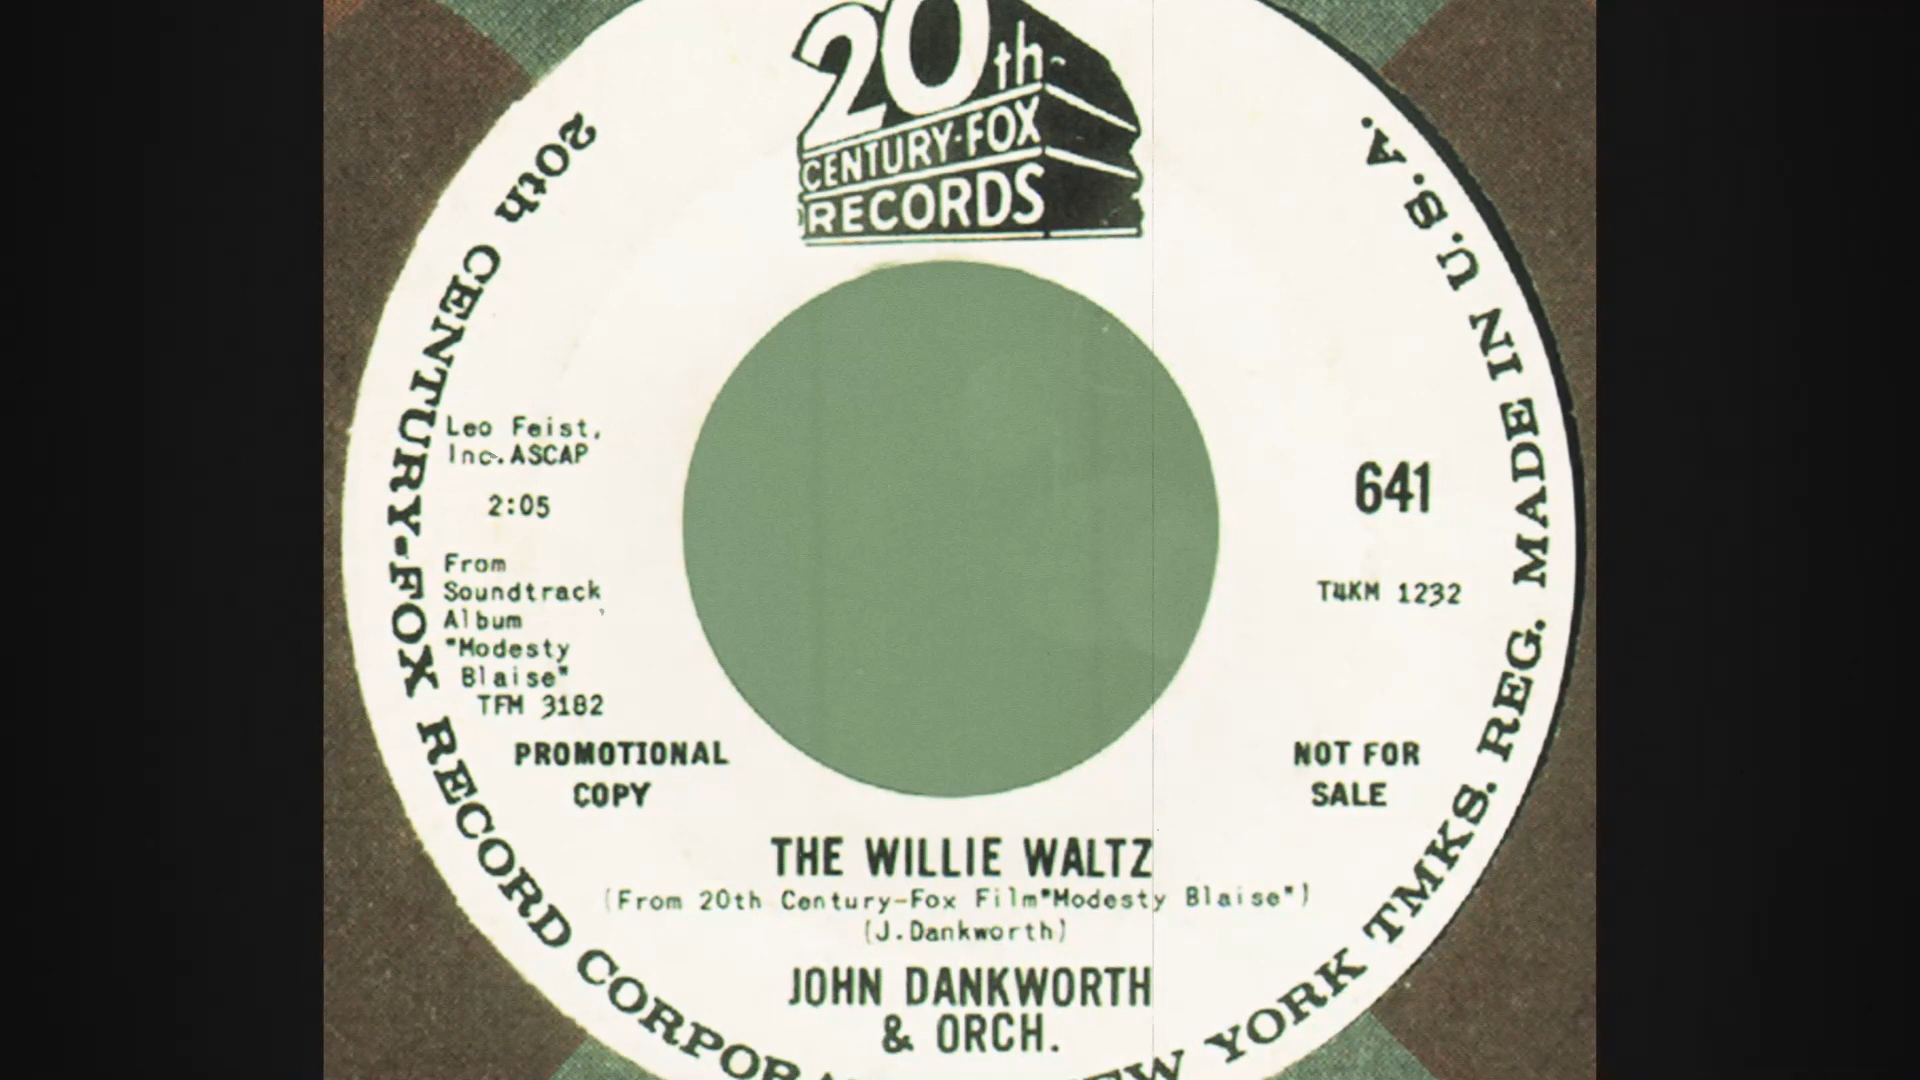 20th
CENTURY-FOX
RECORDS
20th CENTURY-FOX RECORD CORPORA
EW YORK TMKS. REG. MADE IN U.S.A.
Leo Feist,
Inc.ASCAP
2:05
From
Soundtrack
Album
"Modesty
Blaise"
TFM 3182
641
T4KM 1232
PROMOTIONAL
COPY
NOT FOR
SALE
THE WILLIE WALTZ
(From 20th Century-Fox Film"Modesty Blaise")
(J.Dankworth)
JOHN DANKWORTH
& ORCH.